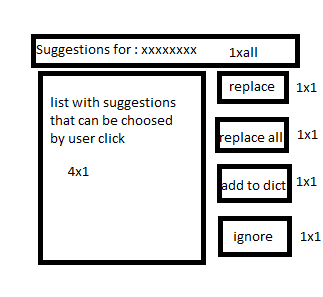 Suggestions for : xxxxxxxx 1xall
list with suggestions
that can be choosed
by user click
4x1
replace 1x1
replace all 1x1
add to dict 1x1
ignore 1x1